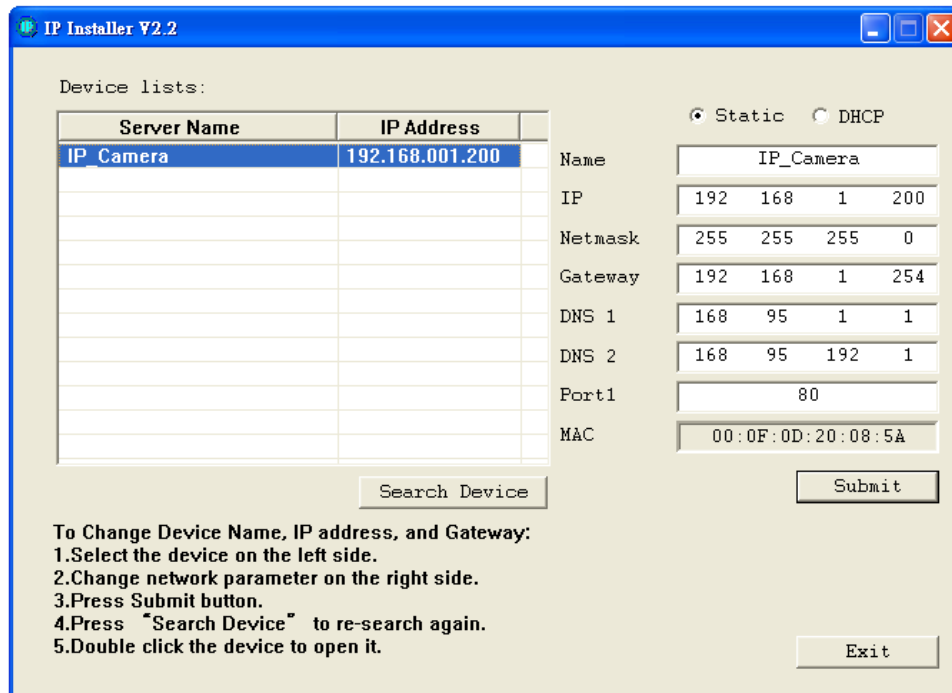 IP Installer V2.2
Device lists:
Server Name IP Address
IP_Camera 192.168.001.200
Static DHCP
Name IP_Camera
IP 192 168 1 200
Netmask 255 255 255 0
Gateway 192 168 1 254
DNS 1 168 95 1 1
DNS 2 168 95 192 1
Port1 80
MAC 00:0F:0D:20:08:5A
Search Device
Submit
To Change Device Name, IP address, and Gateway:
1.Select the device on the left side.
2.Change network parameter on the right side.
3.Press Submit button.
4.Press “Search Device” to re-search again.
5.Double click the device to open it.
Exit